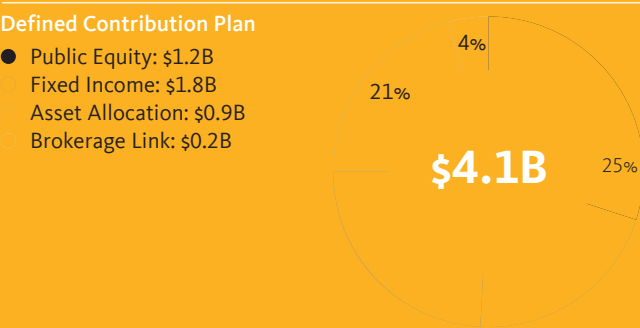 Defined Contribution Plan
Public Equity: $1.2B
Fixed Income: $1.8B
Asset Allocation: $0.9B
Brokerage Link: $0.2B
4%
21%
$4.1B
25%